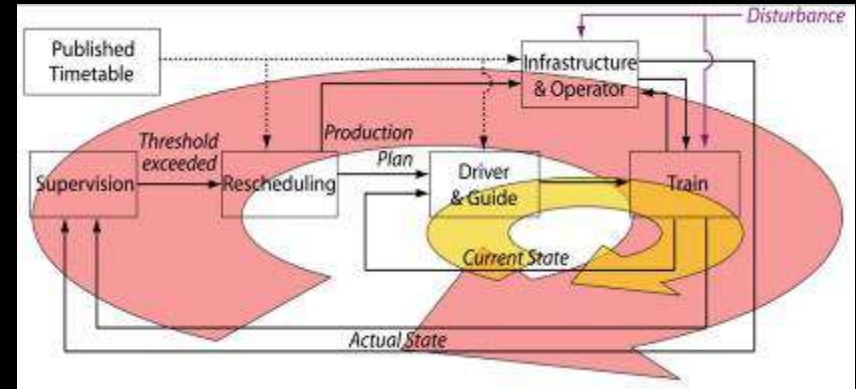 Disturbance
Published
Timetable
Infrastructure
& Operator
Threshold
exceeded
Production
Plan
Supervision
Rescheduling
Driver
& Guide
Train
Current State
Actual State